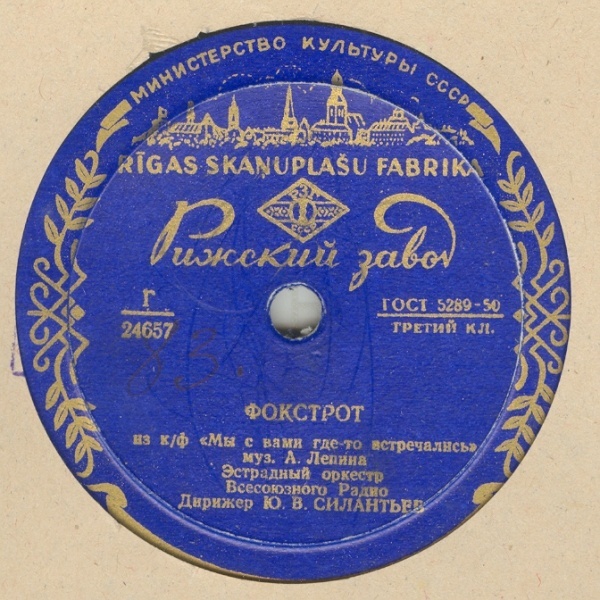 МИНИСТЕРСТВО КУЛЬТУРЫ СССР
RĪGAS SKAŅUPLAŠU FABRIKA
Рижский завод
Г
24657
ГОСТ 5289-50
ТРЕТИЙ КЛ.
83.
ФОКСТРОТ
из к/ф «Мы с вами где-то встречались»
муз. А. Лепина
Эстрадный оркестр
Всесоюзного Радио
Дирижер Ю. В. СИЛАНТЬЕВ